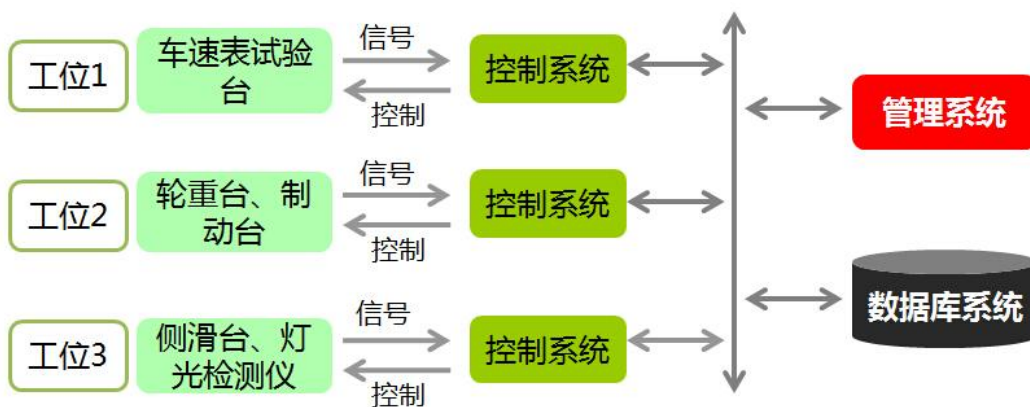 工位1
车速表试验
台
信号
控制
控制系统
工位2
轮重台、制
动台
信号
控制
控制系统
工位3
侧滑台、灯
光检测仪
信号
控制
控制系统
管理系统
数据库系统